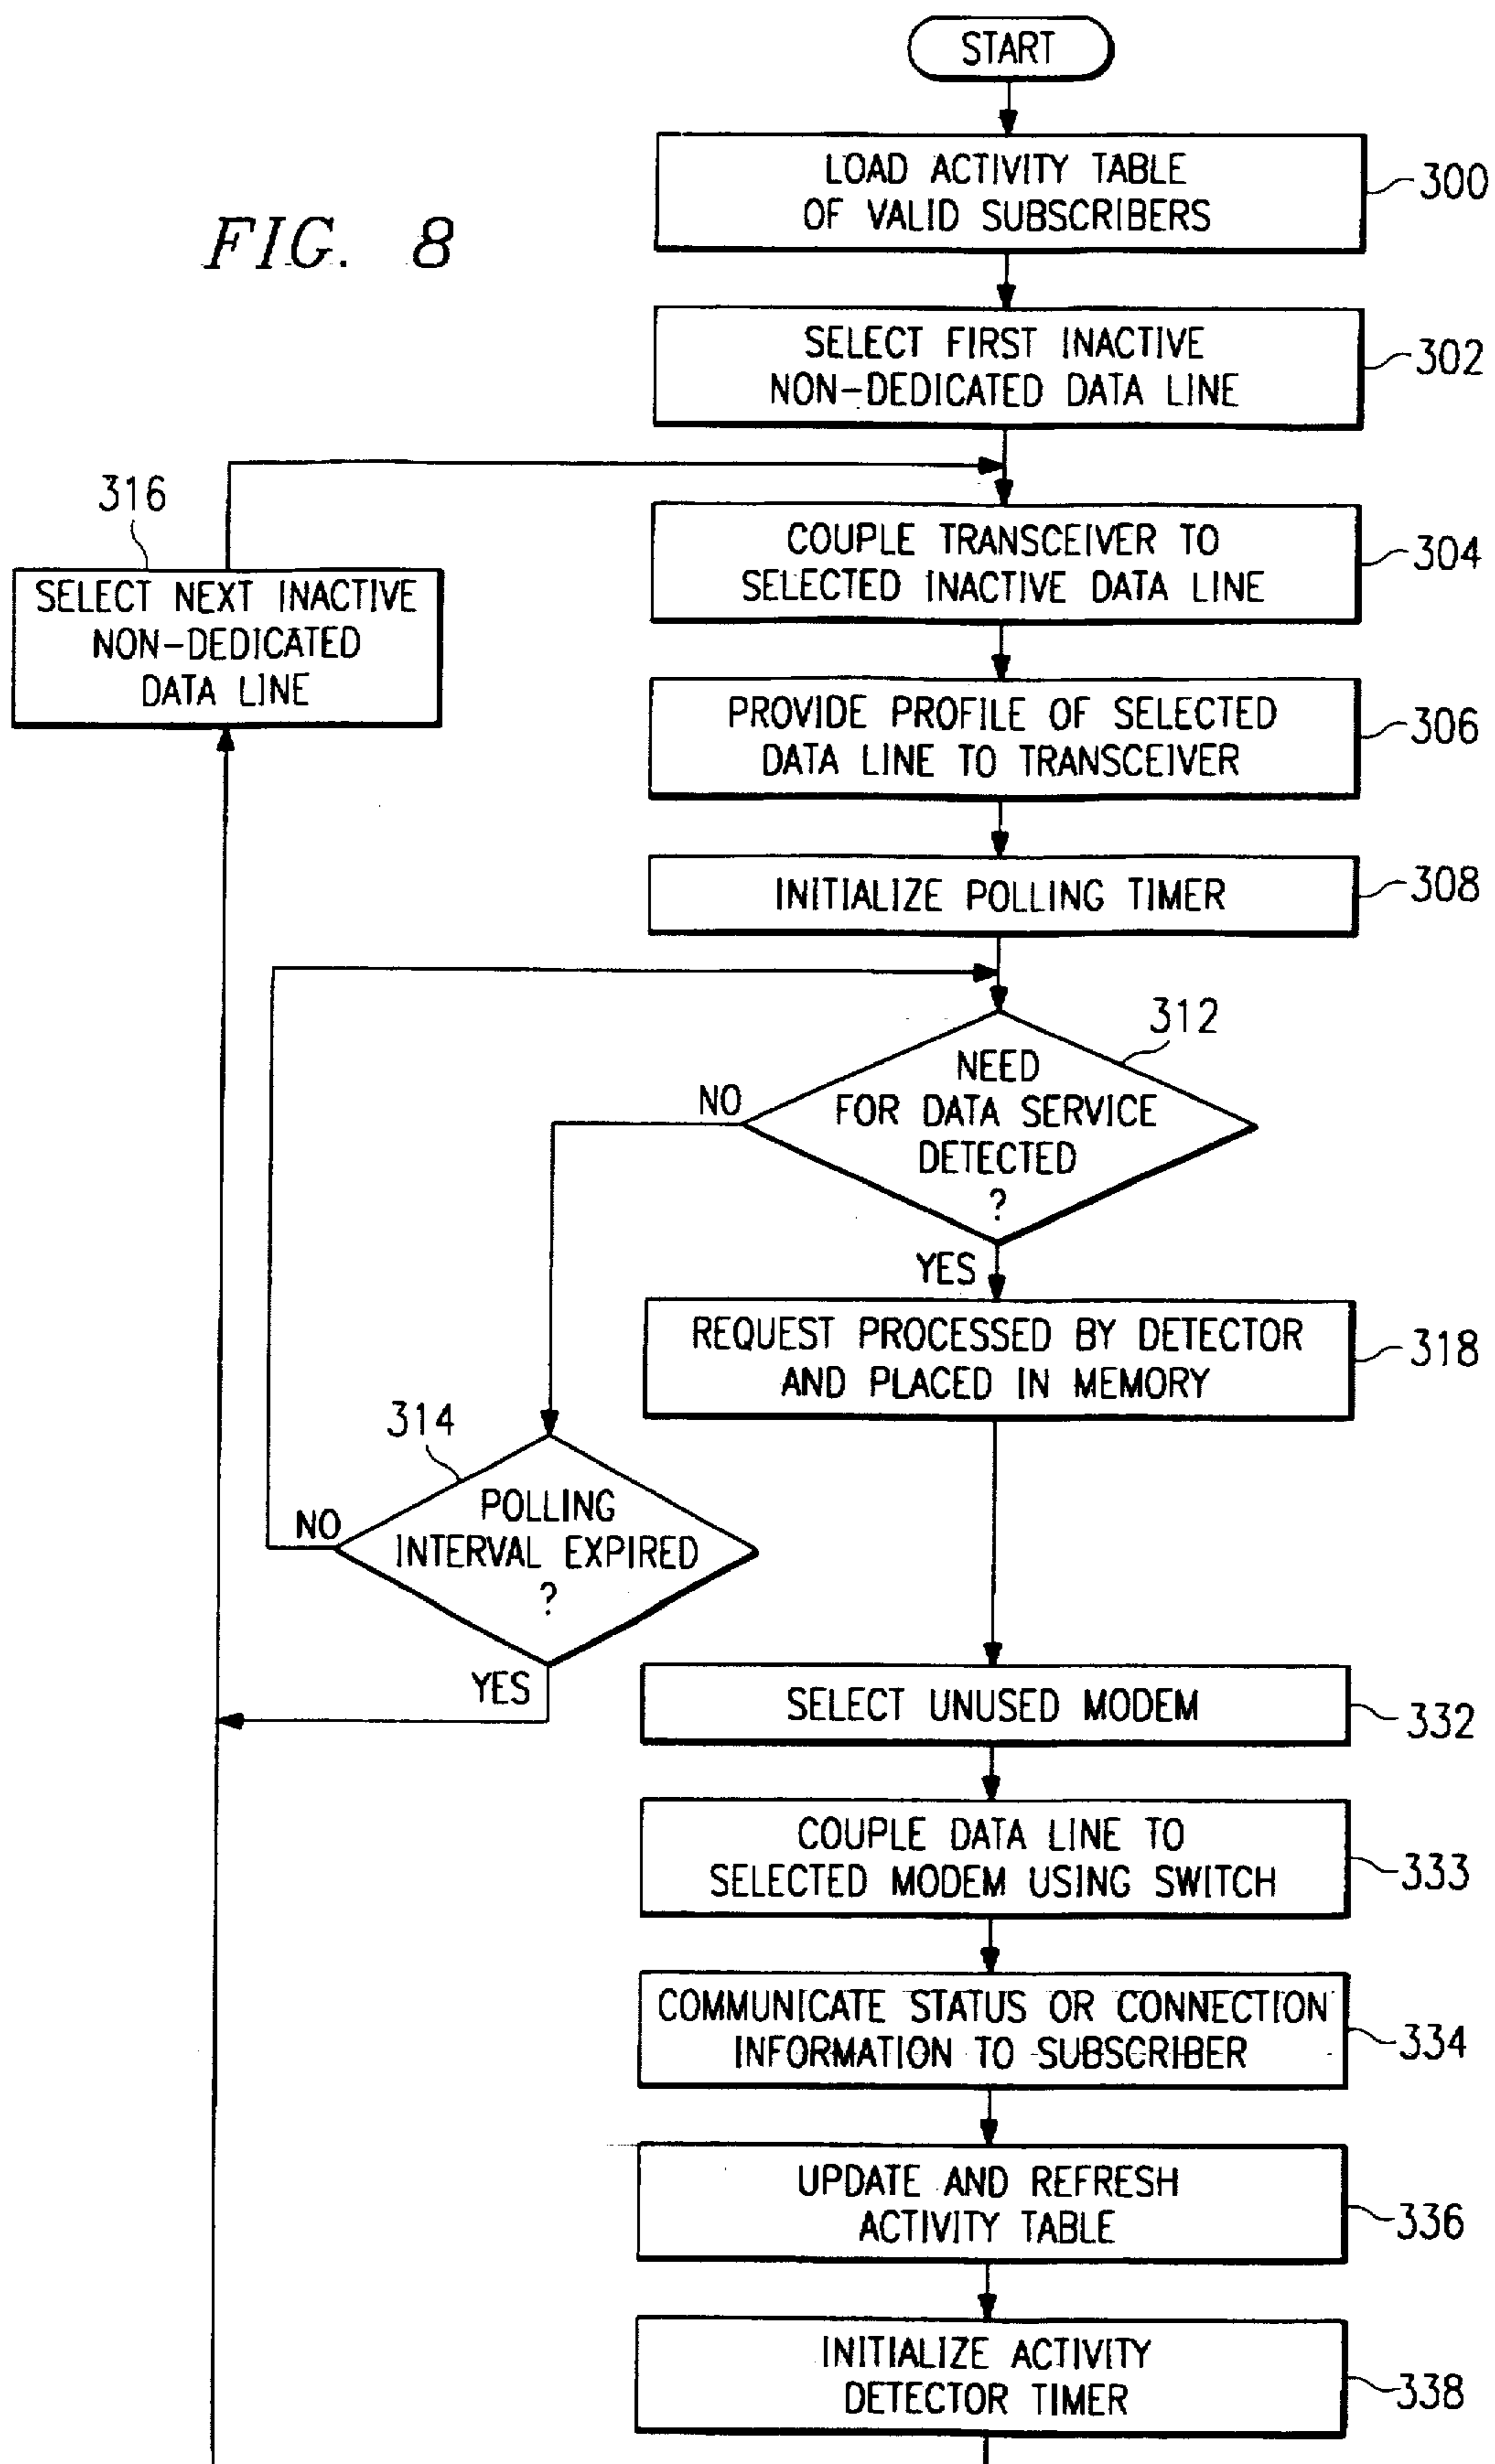 START
LOAD ACTIVITY TABLE
OF VALID SUBSCRIBERS
300
FIG. 8
SELECT FIRST INACTIVE
NON-DEDICATED DATA LINE
302
316
SELECT NEXT INACTIVE
NON-DEDICATED
DATA LINE
COUPLE TRANSCEIVER TO
SELECTED INACTIVE DATA LINE
304
PROVIDE PROFILE OF SELECTED
DATA LINE TO TRANSCEIVER
306
INITIALIZE POLLING TIMER
308
312
NEED
FOR DATA SERVICE
DETECTED
?
NO
YES
REQUEST PROCESSED BY DETECTOR
AND PLACED IN MEMORY
318
314
POLLING
INTERVAL EXPIRED
?
NO
YES
SELECT UNUSED MODEM
332
COUPLE DATA LINE TO
SELECTED MODEM USING SWITCH
333
COMMUNICATE STATUS OR CONNECTION
INFORMATION TO SUBSCRIBER
334
UPDATE AND REFRESH
ACTIVITY TABLE
336
INITIALIZE ACTIVITY
DETECTOR TIMER
338